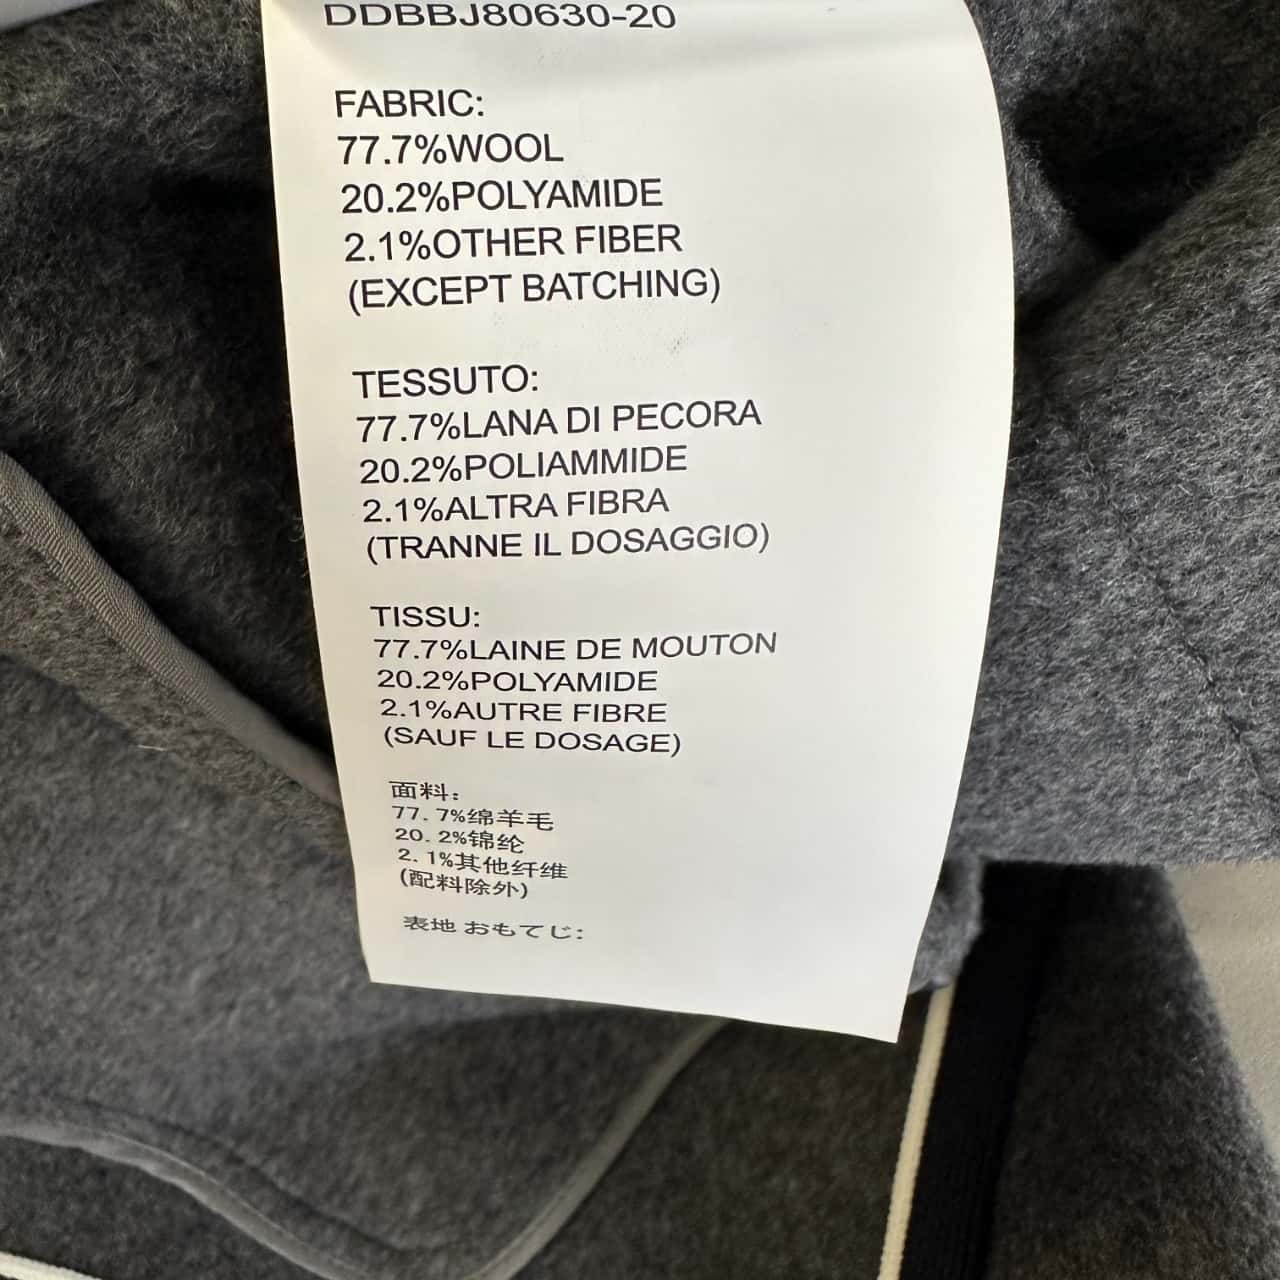 DDBBJ80630-20
FABRIC:
77.7%WOOL
20.2%POLYAMIDE
2.1%OTHER FIBER
(EXCEPT BATCHING)
TESSUTO:
77.7%LANA DI PECORA
20.2%POLIAMMIDE
2.1%ALTRA FIBRA
(TRANNE IL DOSAGGIO)
TISSU:
77.7%LAINE DE MOUTON
20.2%POLYAMIDE
2.1%AUTRE FIBRE
(SAUF LE DOSAGE)
面料:
77.7%绵羊毛
20.2%锦纶
2.1%其他纤维
(配料除外)
表地 おもてじ: